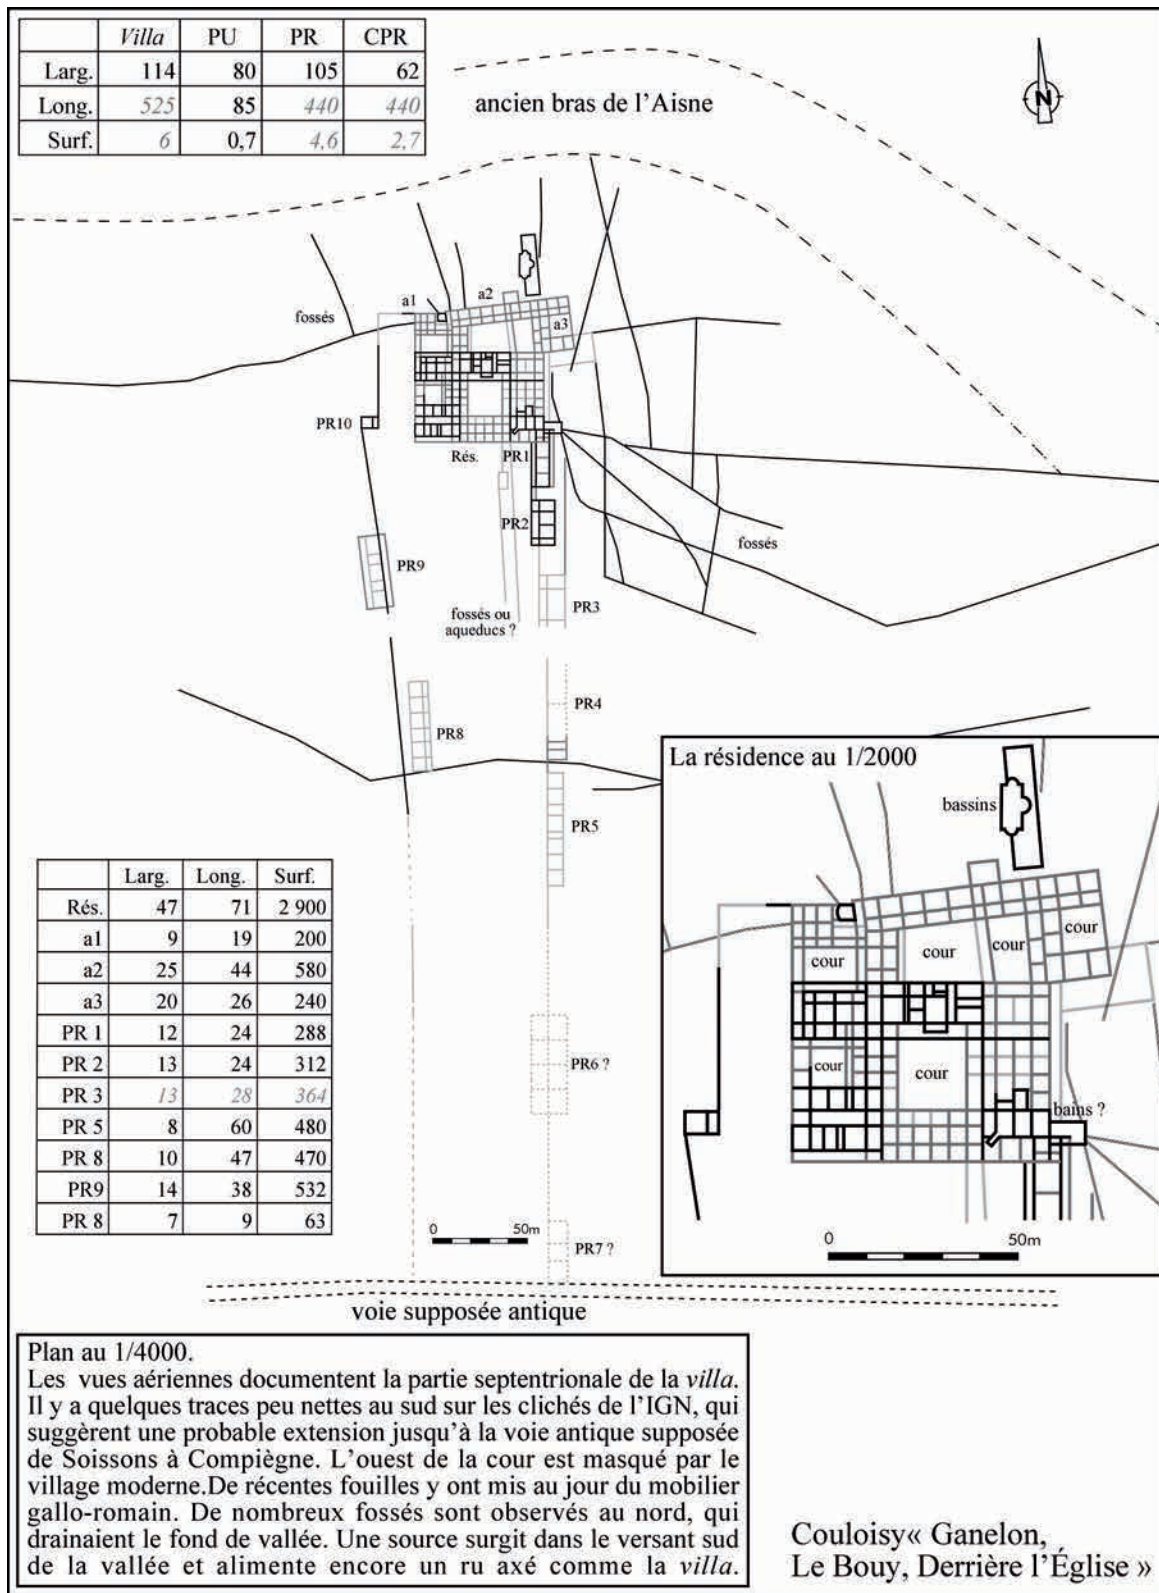 Villa PU PR CPR
Larg. 114 80 105 62
Long. 525 85 440 440
Surf. 6 0,7 4,6 2,7
ancien bras de l'Aisne
N
a1
a2
a3
fossés
PR10
Rés.
PR1
PR2
fossés
PR9
fossés ou
aqueducs ?
PR3
PR4
PR8
PR5
La résidence au 1/2000
bassins
cour
cour
cour
cour
cour
cour
bains ?
0 50m
Larg. Long. Surf.
Rés. 47 71 2 900
a1 9 19 200
a2 25 44 580
a3 20 26 240
PR 1 12 24 288
PR 2 13 24 312
PR 3 13 28 364
PR 5 8 60 480
PR 8 10 47 470
PR9 14 38 532
PR 8 7 9 63
PR6 ?
0 50m
PR7 ?
voie supposée antique
Plan au 1/4000.
Les vues aériennes documentent la partie septentrionale de la villa.
Il y a quelques traces peu nettes au sud sur les clichés de l'IGN, qui
suggèrent une probable extension jusqu'à la voie antique supposée
de Soissons à Compiègne. L'ouest de la cour est masqué par le
village moderne.De récentes fouilles y ont mis au jour du mobilier
gallo-romain. De nombreux fossés sont observés au nord, qui
drainaient le fond de vallée. Une source surgit dans le versant sud
de la vallée et alimente encore un ru axé comme la villa.
Couloisy« Ganelon,
Le Bouy, Derrière l'Église »